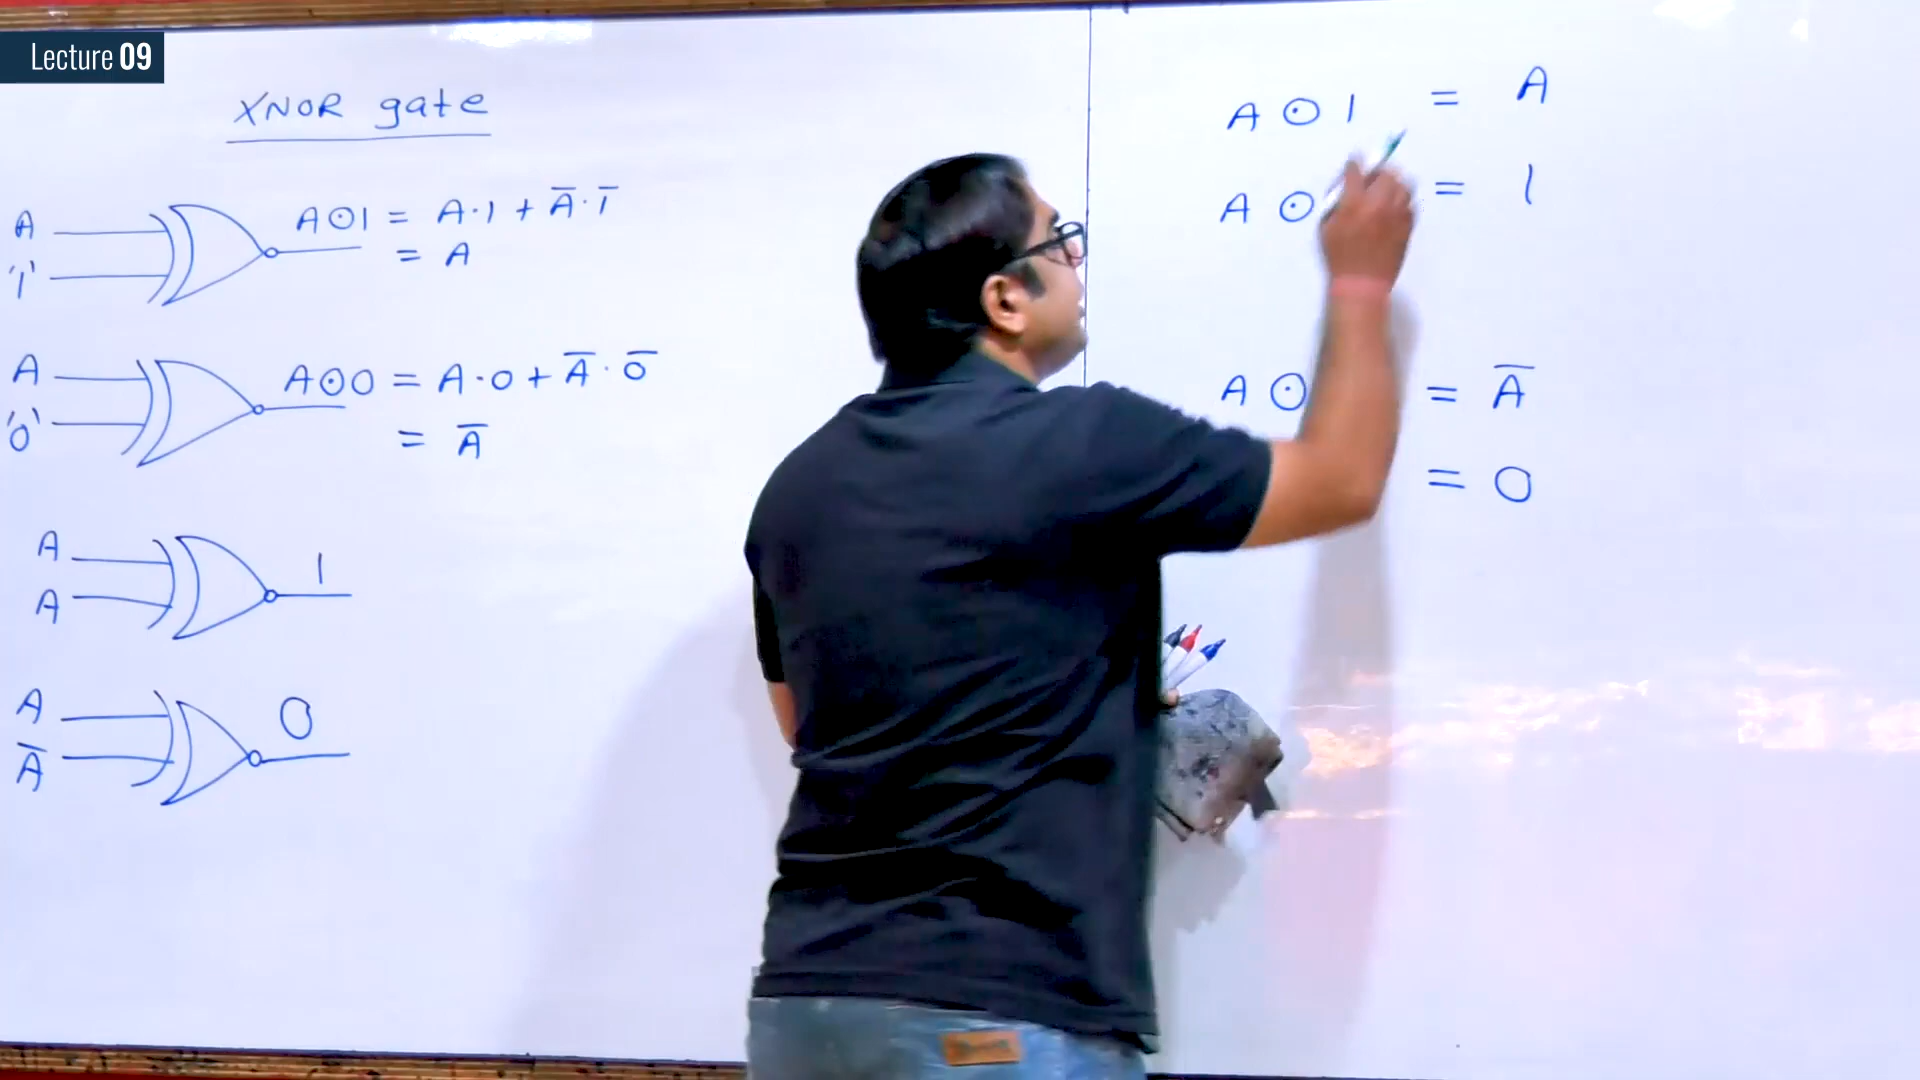 Lecture 09
XNOR gate
A
'1'
A⊙1 = A·1 + A̅·1̅
= A
A
'0'
A⊙0 = A·0 + A̅·0̅
= A̅
A
A
1
A
A̅
0
A ⊙ 1 = A
A ⊙ = 1
A ⊙ = A̅
= 0